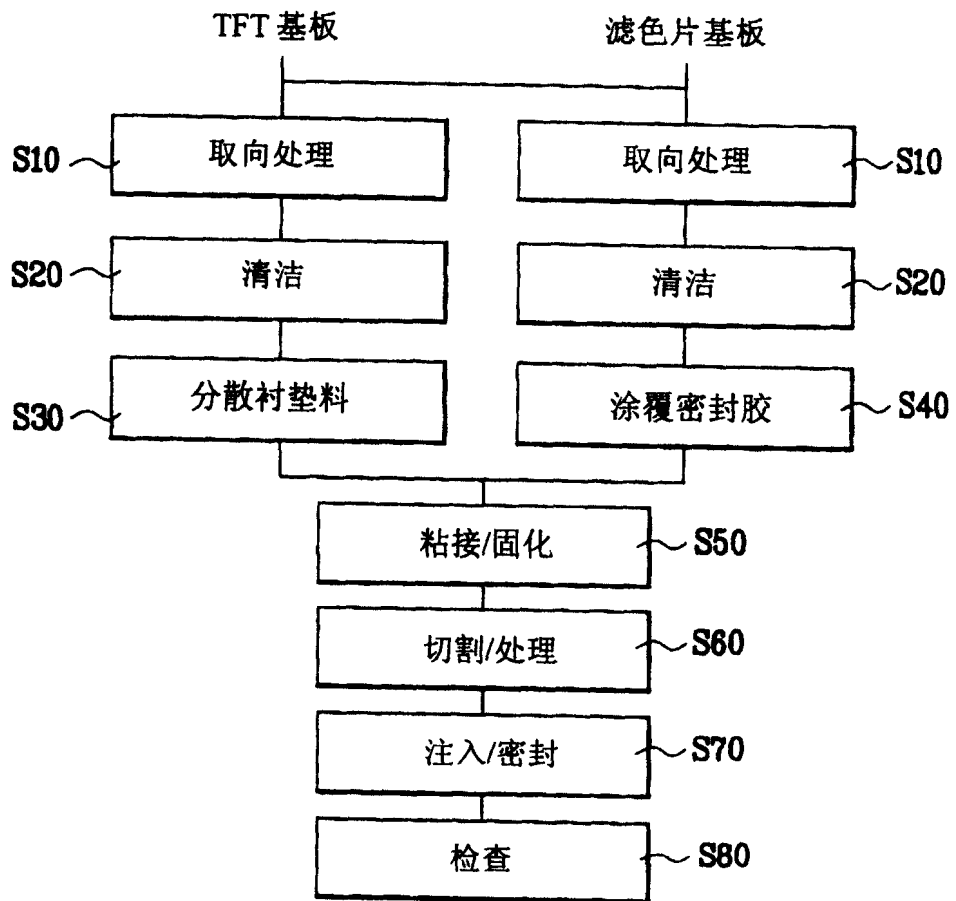 TFT 基板
滤色片基板
S10
取向处理
取向处理
S10
S20
清洁
清洁
S20
S30
分散衬垫料
涂覆密封胶
S40
粘接/固化
S50
切割/处理
S60
注入/密封
S70
检查
S80